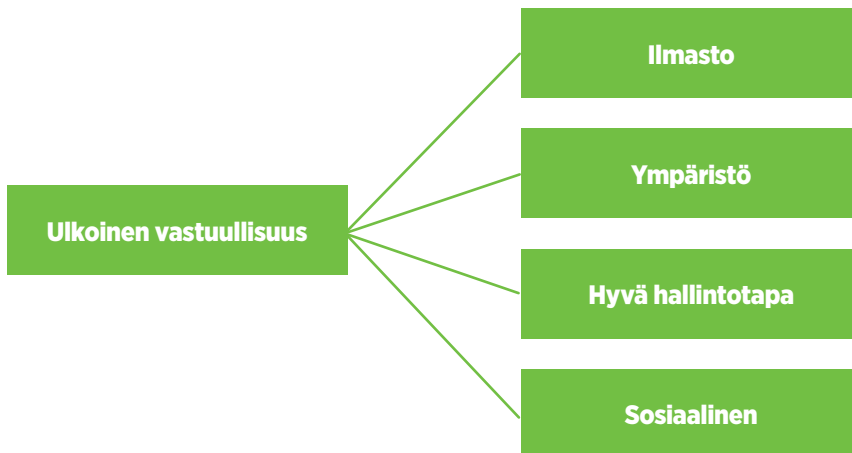 Ilmasto
Ympäristö
Ulkoinen vastuullisuus
Hyvä hallintotapa
Sosiaalinen